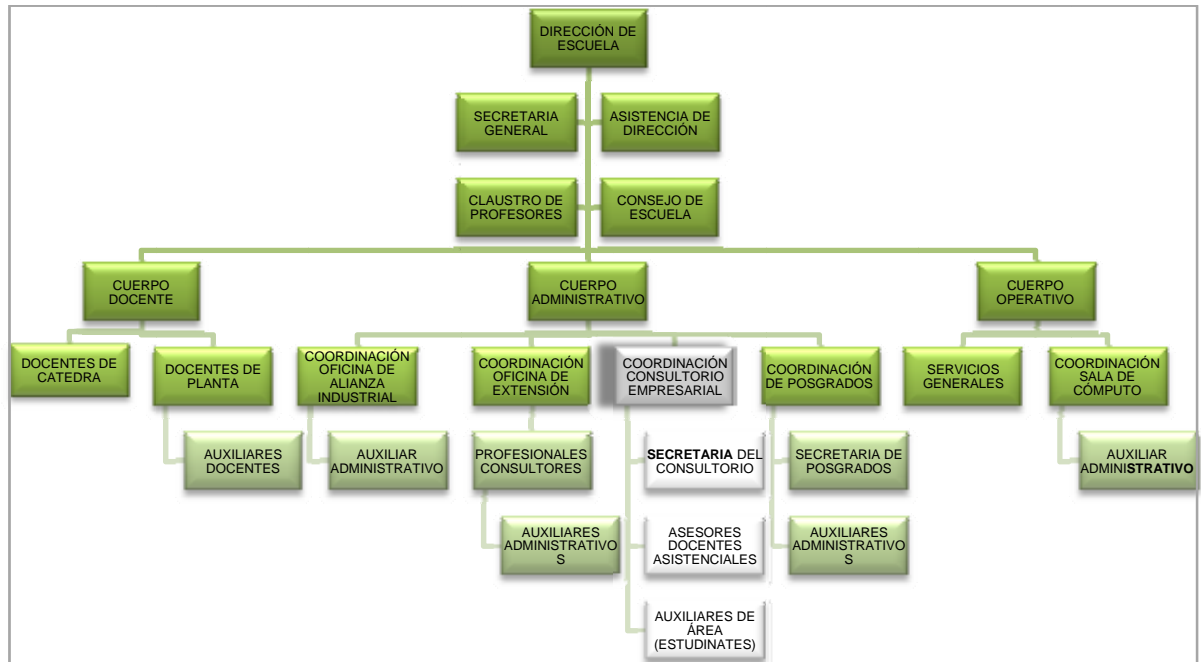 DIRECCIÓN DE
ESCUELA
SECRETARIA
GENERAL
ASISTENCIA DE
DIRECCIÓN
CLAUSTRO DE
PROFESORES
CONSEJO DE
ESCUELA
CUERPO
DOCENTE
CUERPO
ADMINISTRATIVO
CUERPO
OPERATIVO
DOCENTES DE
CATEDRA
DOCENTES DE
PLANTA
COORDINACIÓN
OFICINA DE
ALIANZA
INDUSTRIAL
COORDINACIÓN
OFICINA DE
EXTENSIÓN
COORDINACIÓN
CONSULTORIO
EMPRESARIAL
COORDINACIÓN
DE POSGRADOS
SERVICIOS
GENERALES
COORDINACIÓN
SALA DE
CÓMPUTO
AUXILIARES
DOCENTES
AUXILIAR
ADMINISTRATIVO
PROFESIONALES
CONSULTORES
SECRETARIA DEL
CONSULTORIO
SECRETARIA DE
POSGRADOS
AUXILIAR
ADMINISTRATIVO
AUXILIARES
ADMINISTRATIVO
S
ASESORES
DOCENTES
ASISTENCIALES
AUXILIARES
ADMINISTRATIVO
S
AUXILIARES DE
ÁREA
(ESTUDINATES)